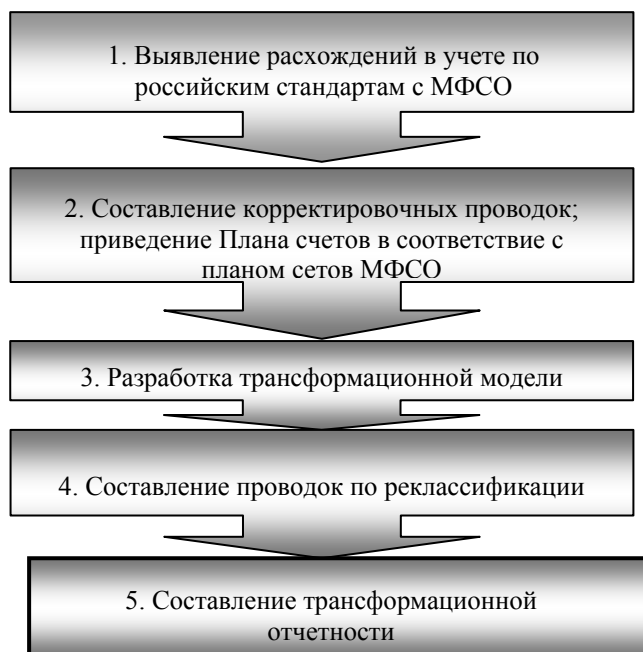 1. Выявление расхождений в учете по
российским стандартам с МФСО
2. Составление корректировочных проводок;
приведение Плана счетов в соответствие с
планом сетов МФСО
3. Разработка трансформационной модели
4. Составление проводок по реклассификации
5. Составление трансформационной
отчетности